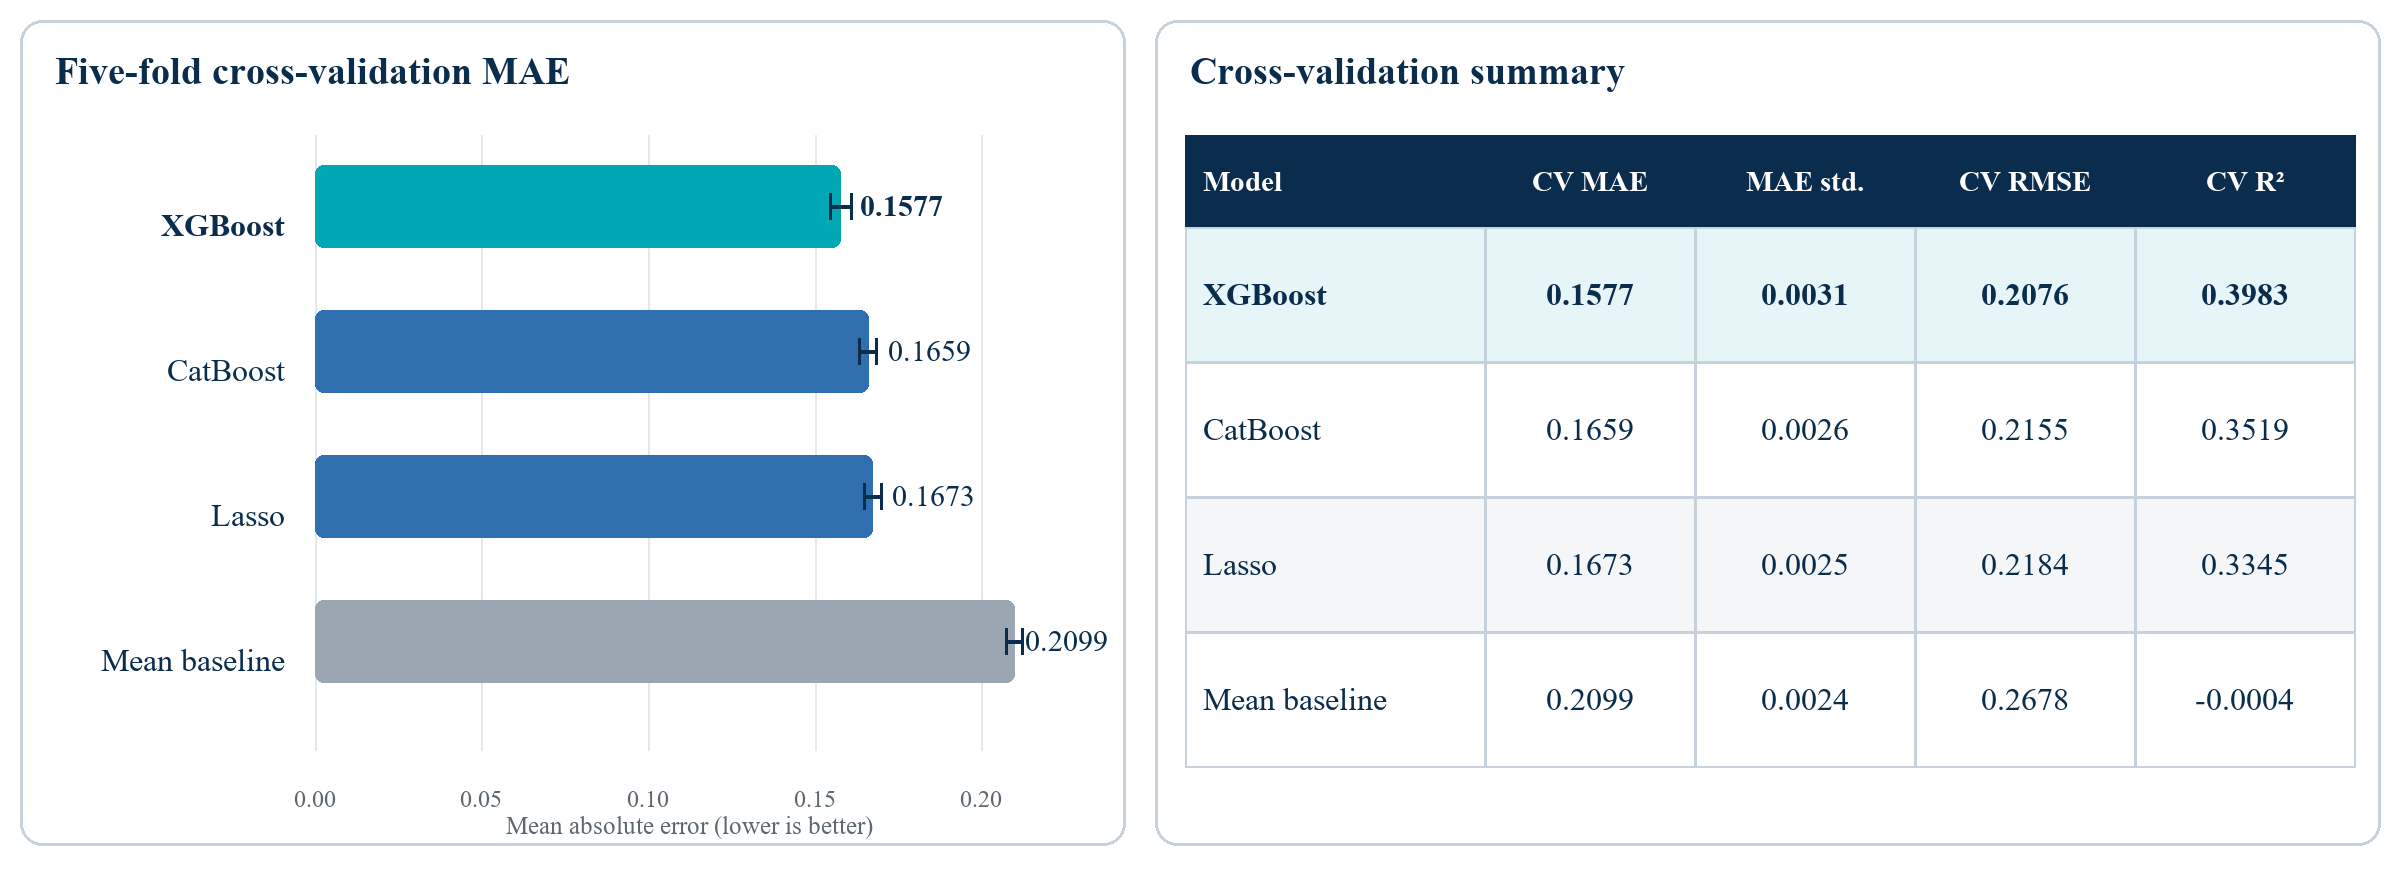 Five-fold cross-validation MAE
XGBoost 0.1577
CatBoost 0.1659
Lasso 0.1673
Mean baseline 0.2099
0.00 0.05 0.10 0.15 0.20
Mean absolute error (lower is better)
Cross-validation summary
Model CV MAE MAE std. CV RMSE CV R²
XGBoost 0.1577 0.0031 0.2076 0.3983
CatBoost 0.1659 0.0026 0.2155 0.3519
Lasso 0.1673 0.0025 0.2184 0.3345
Mean baseline 0.2099 0.0024 0.2678 -0.0004